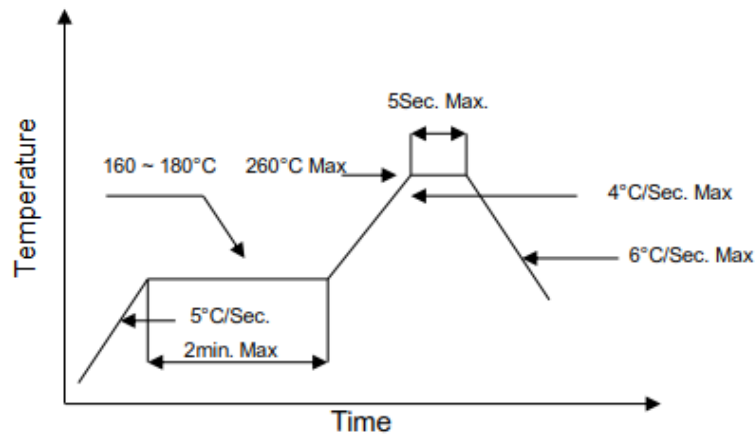 5Sec. Max.
160 ~ 180°C
260°C Max
4°C/Sec. Max
6°C/Sec. Max
5°C/Sec.
2min. Max
Temperature
Time